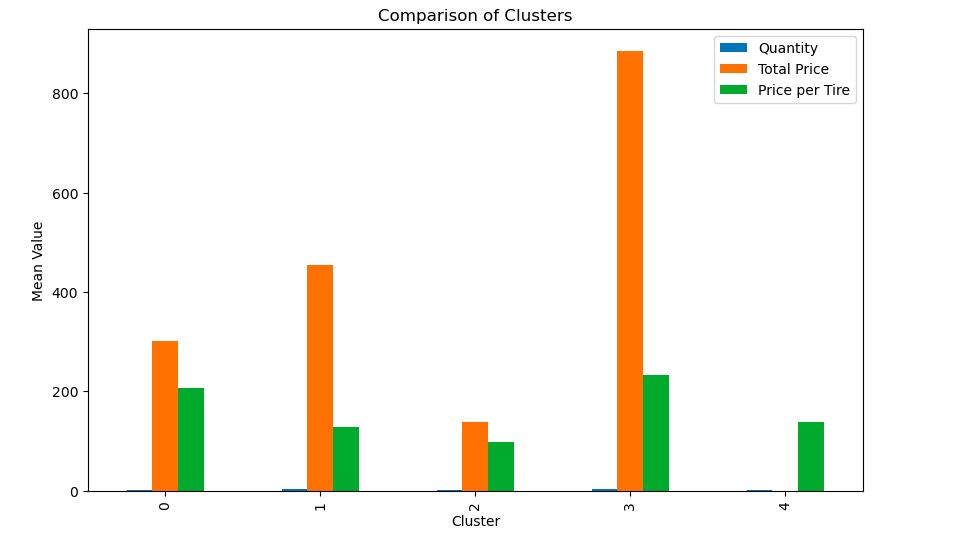 Comparison of Clusters
Quantity
Total Price
Price per Tire
Mean Value
800
600
400
200
0
0 1 2 3 4
Cluster